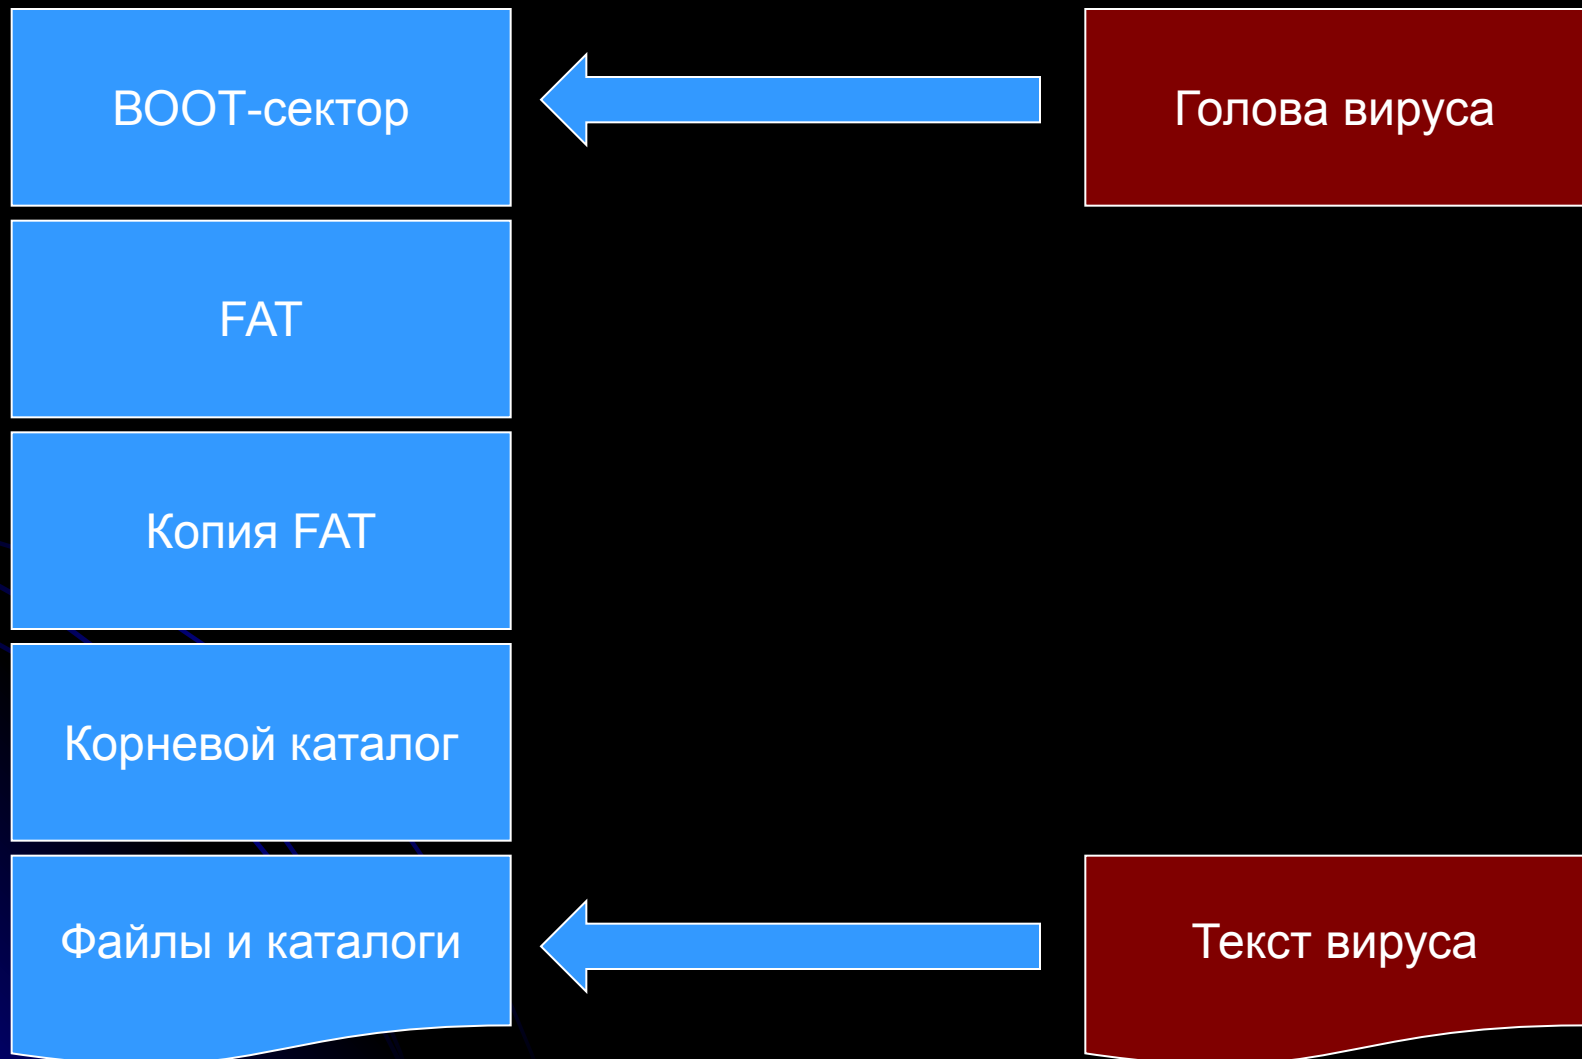 BOOT-сектор
Голова вируса
FAT
Копия FAT
Корневой каталог
Файлы и каталоги
Текст вируса